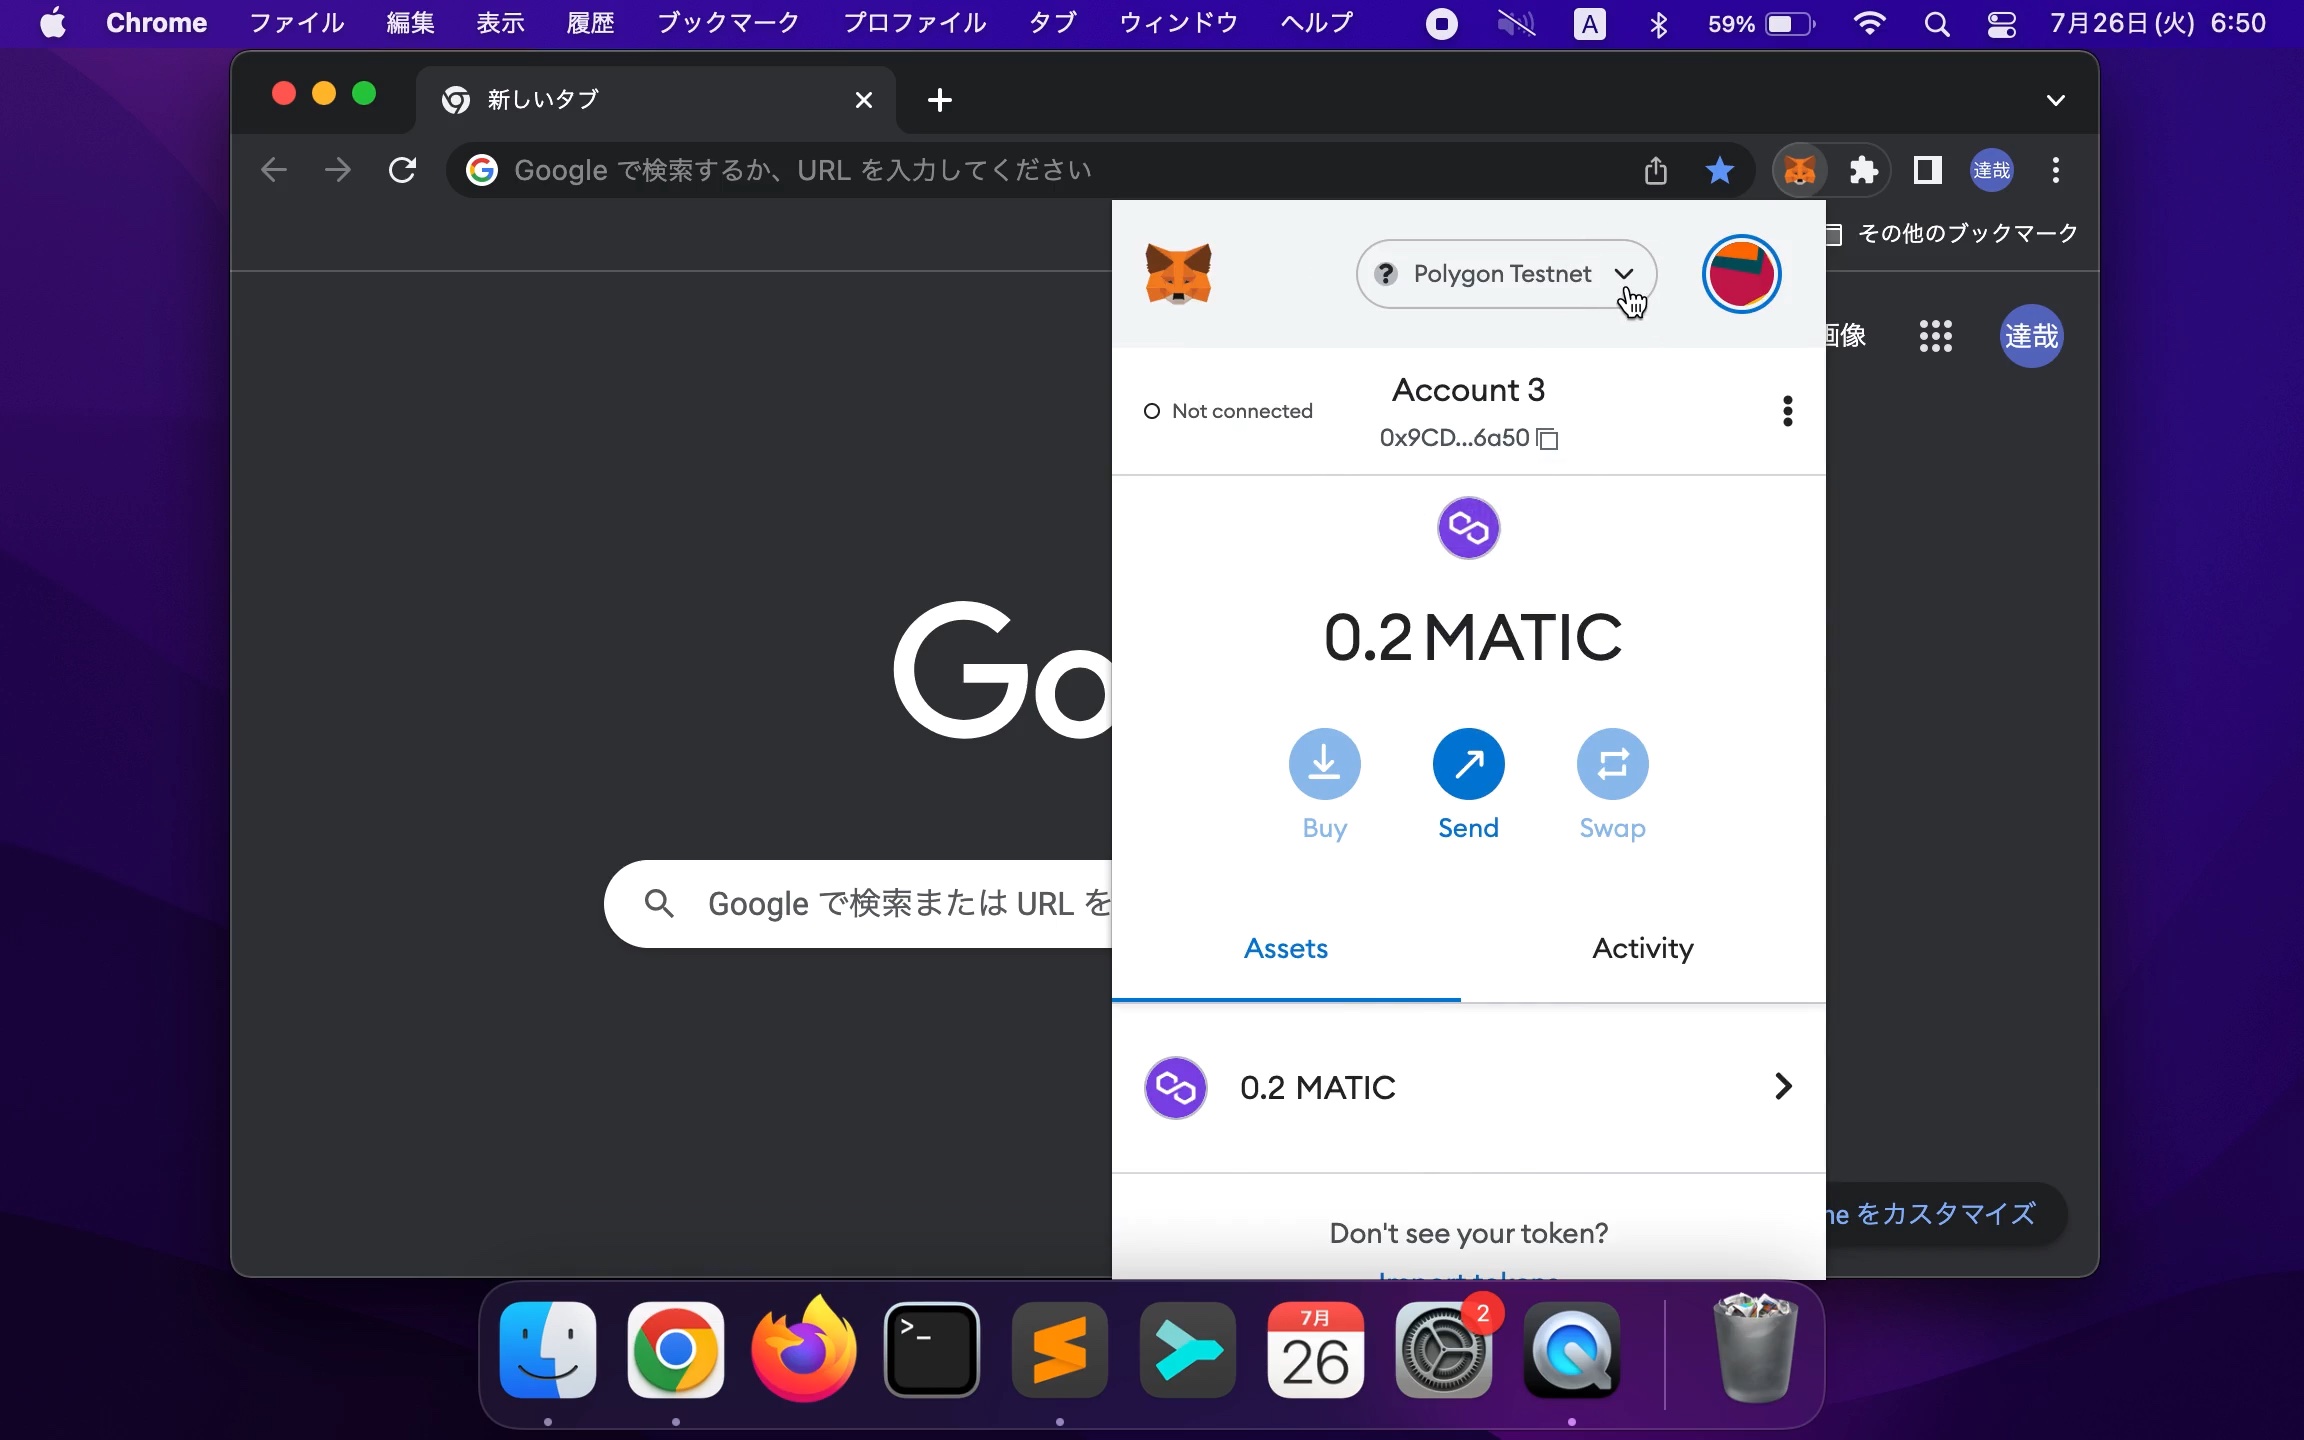 Chrome ファイル 編集 表示 履歴 ブックマーク プロファイル タブ ウィンドウ ヘルプ A 59% 7月26日(火) 6:50
新しいタブ
Google で検索するか、URL を入力してください
達哉
その他のブックマーク
Polygon Testnet
画像
達哉
Account 3
Not connected
0x9CD...6a50
0.2 MATIC
Go
Buy Send Swap
Google で検索または URL を
Assets Activity
0.2 MATIC
Don't see your token?
Import tokens
me をカスタマイズ
7月
26
2